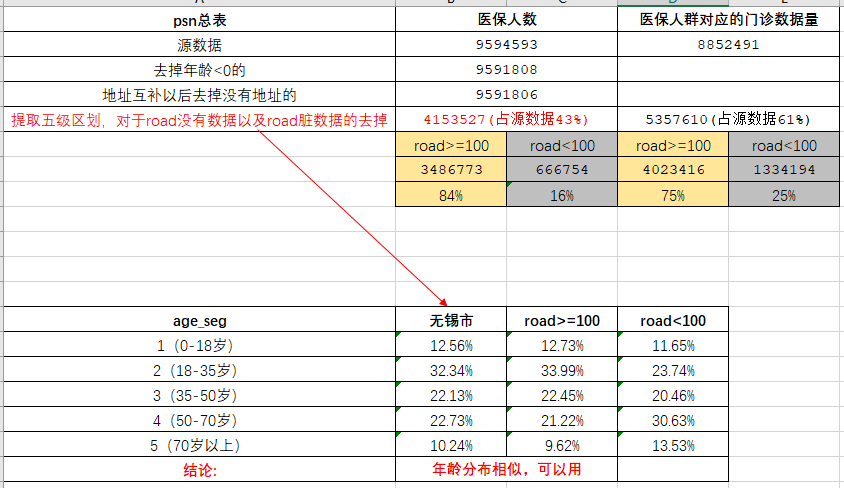 psn总表 医保人数 医保人群对应的门诊数据量
源数据 9594593 8852491
去掉年龄<0的 9591808
地址互补以后去掉没有地址的 9591806
提取五级区划，对于road没有数据以及road脏数据的去掉 4153527(占源数据43%) 5357610(占源数据61%)
road>=100 road<100 road>=100 road<100
3486773 666754 4023416 1334194
84% 16% 75% 25%
age_seg 无锡市 road>=100 road<100
1（0-18岁） 12.56% 12.73% 11.65%
2（18-35岁） 32.34% 33.99% 23.74%
3（35-50岁） 22.13% 22.45% 20.46%
4（50-70岁） 22.73% 21.22% 30.63%
5（70岁以上） 10.24% 9.62% 13.53%
结论: 年龄分布相似，可以用